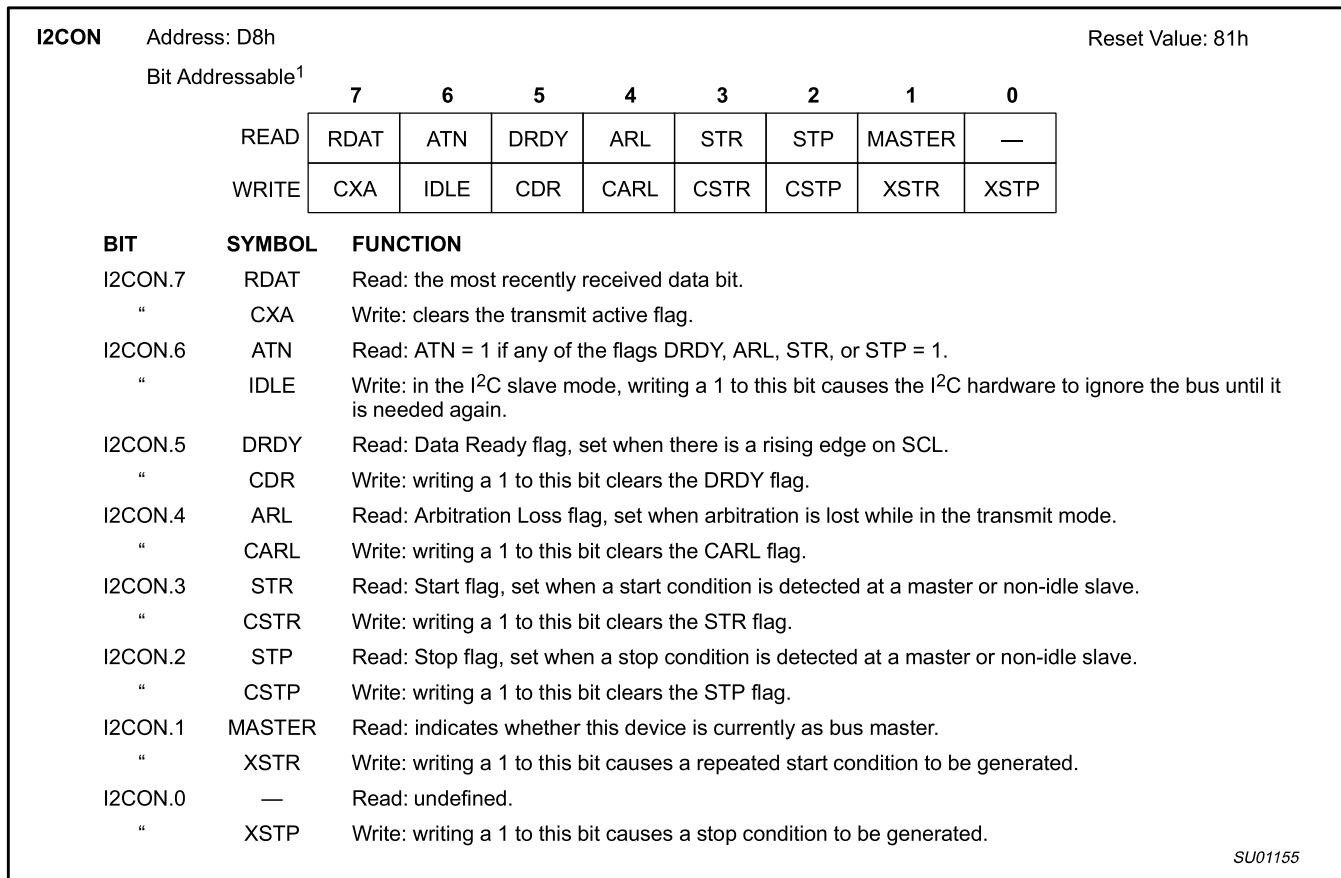 I2CON Address: D8h Reset Value: 81h
Bit Addressable1
7 6 5 4 3 2 1 0
READ RDAT ATN DRDY ARL STR STP MASTER —
WRITE CXA IDLE CDR CARL CSTR CSTP XSTR XSTP
BIT SYMBOL FUNCTION
I2CON.7 RDAT Read: the most recently received data bit.
“ CXA Write: clears the transmit active flag.
I2CON.6 ATN Read: ATN = 1 if any of the flags DRDY, ARL, STR, or STP = 1.
“ IDLE Write: in the I2C slave mode, writing a 1 to this bit causes the I2C hardware to ignore the bus until it
is needed again.
I2CON.5 DRDY Read: Data Ready flag, set when there is a rising edge on SCL.
“ CDR Write: writing a 1 to this bit clears the DRDY flag.
I2CON.4 ARL Read: Arbitration Loss flag, set when arbitration is lost while in the transmit mode.
“ CARL Write: writing a 1 to this bit clears the CARL flag.
I2CON.3 STR Read: Start flag, set when a start condition is detected at a master or non-idle slave.
“ CSTR Write: writing a 1 to this bit clears the STR flag.
I2CON.2 STP Read: Stop flag, set when a stop condition is detected at a master or non-idle slave.
“ CSTP Write: writing a 1 to this bit clears the STP flag.
I2CON.1 MASTER Read: indicates whether this device is currently as bus master.
“ XSTR Write: writing a 1 to this bit causes a repeated start condition to be generated.
I2CON.0 — Read: undefined.
“ XSTP Write: writing a 1 to this bit causes a stop condition to be generated.
SU01155